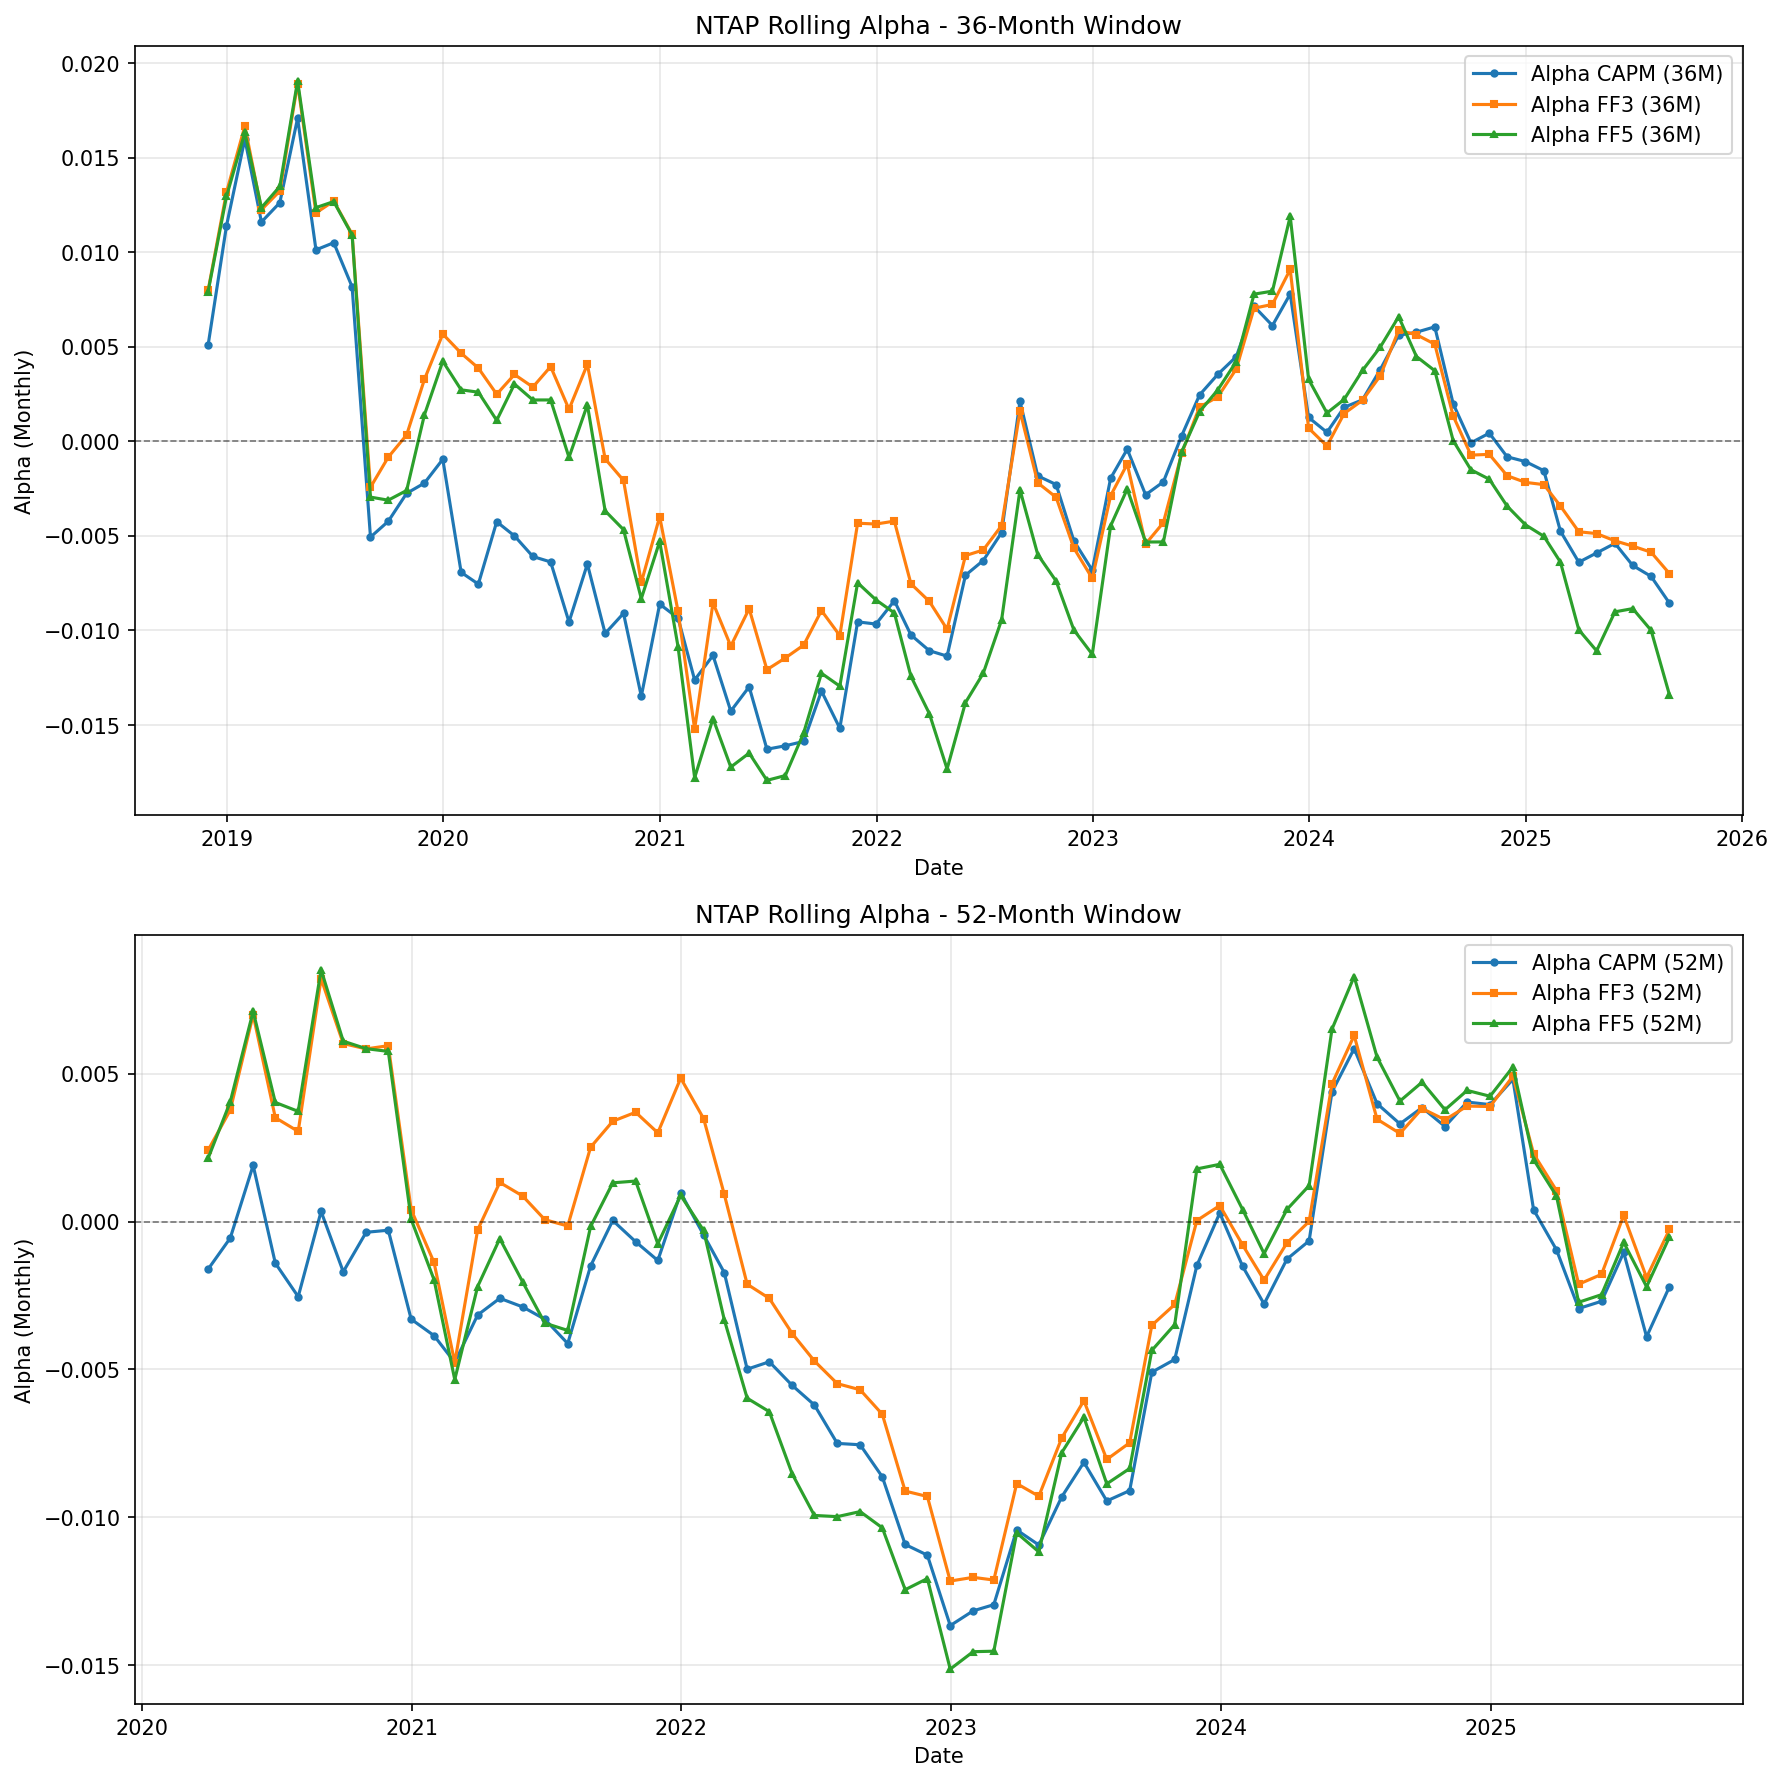 NTAP Rolling Alpha - 36-Month Window
Alpha CAPM (36M)
Alpha FF3 (36M)
Alpha FF5 (36M)
Alpha (Monthly)
0.020
0.015
0.010
0.005
0.000
−0.005
−0.010
−0.015
2019 2020 2021 2022 2023 2024 2025 2026
Date
NTAP Rolling Alpha - 52-Month Window
Alpha CAPM (52M)
Alpha FF3 (52M)
Alpha FF5 (52M)
Alpha (Monthly)
0.005
0.000
−0.005
−0.010
−0.015
2020 2021 2022 2023 2024 2025
Date